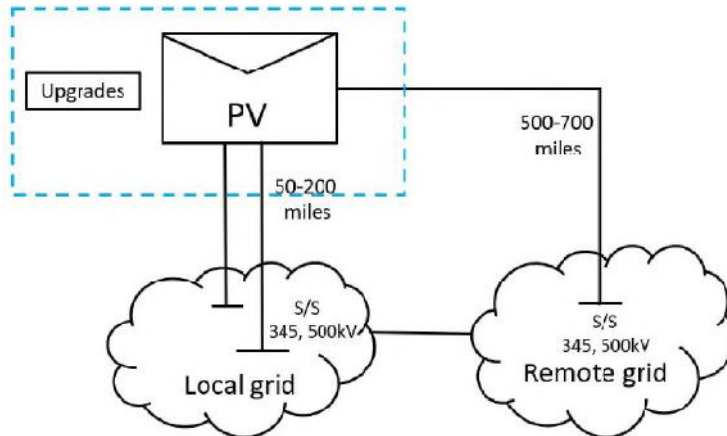 Upgrades
PV
500-700
miles
50-200
miles
S/S
345, 500kV
Local grid
S/S
345, 500kV
Remote grid